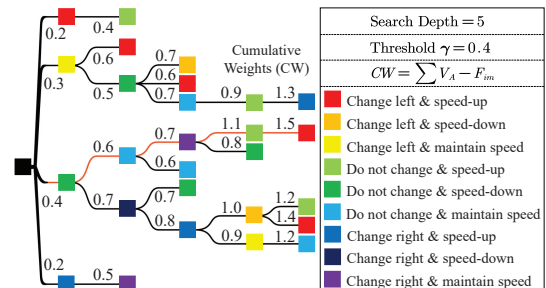 Cumulative
Weights (CW)
0.2
0.4
0.3
0.6
0.5
0.7
0.6
0.7
0.9
1.3
0.4
0.6
0.7
1.1
1.5
0.8
0.6
0.7
0.7
0.8
1.0
1.2
1.4
0.9
1.2
0.2
0.5
Search Depth = 5
Threshold γ = 0.4
CW = ∑ V_A − F_im
Change left & speed-up
Change left & speed-down
Change left & maintain speed
Do not change & speed-up
Do not change & speed-down
Do not change & maintain speed
Change right & speed-up
Change right & speed-down
Change right & maintain speed